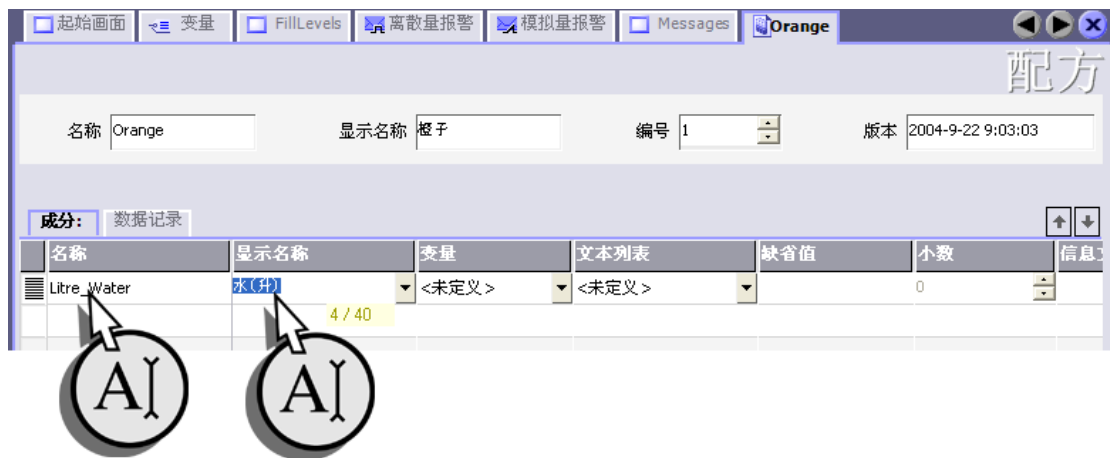 起始画面 变量 FillLevels 离散量报警 模拟量报警 Messages Orange
配方
名称 Orange 显示名称 橙子 编号 1 版本 2004-9-22 9:03:03
成分: 数据记录
名称 显示名称 变量 文本列表 缺省值 小数 信息
Litre_Water 水(升) <未定义> <未定义> 0
4 / 40
A A